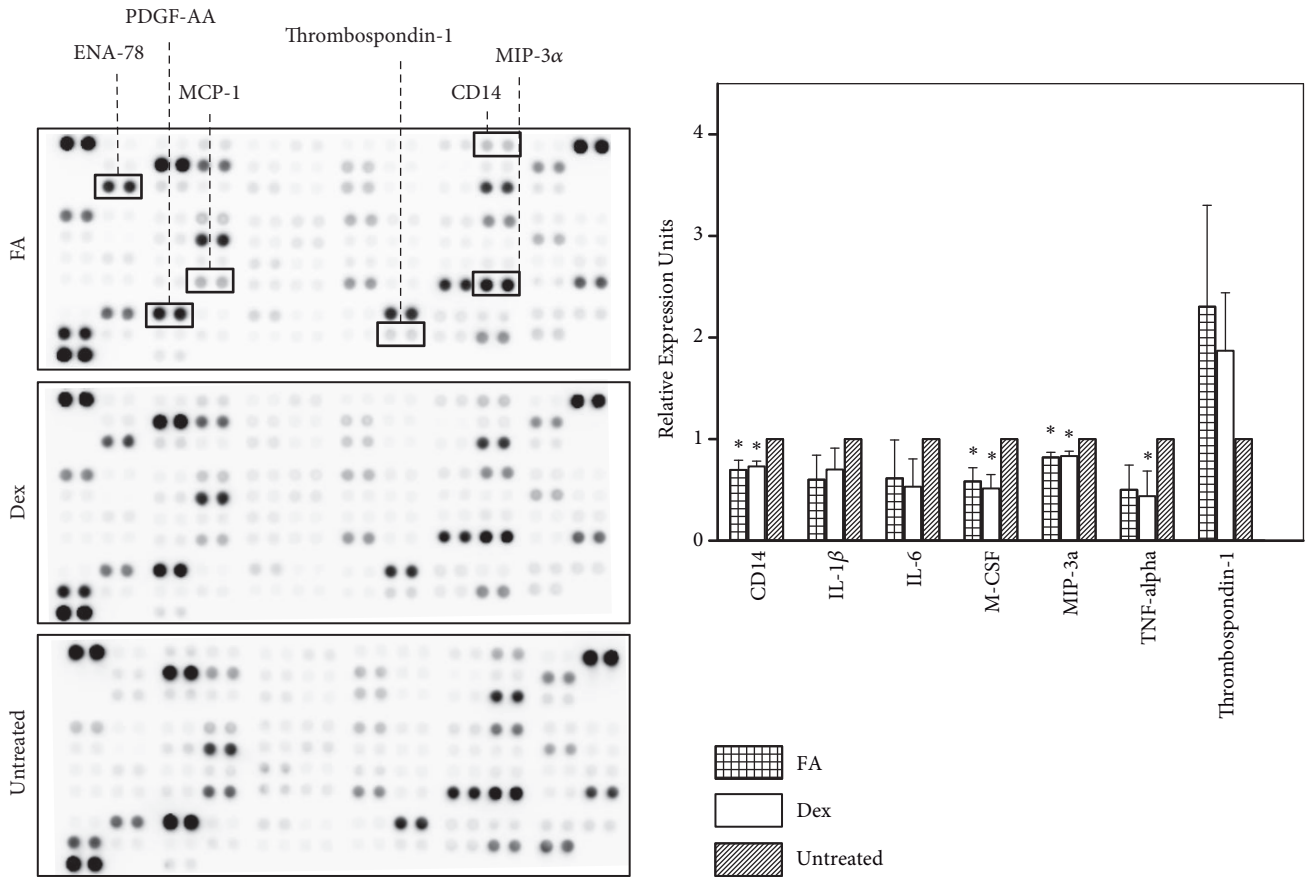 PDGF-AA
ENA-78
Thrombospondin-1
MIP-3α
MCP-1
CD14
FA
Dex
Untreated
Relative Expression Units
4
3
2
1
0
* * * * * * *
CD14
IL-1β
IL-6
M-CSF
MIP-3a
TNF-alpha
Thrombospondin-1
FA
Dex
Untreated